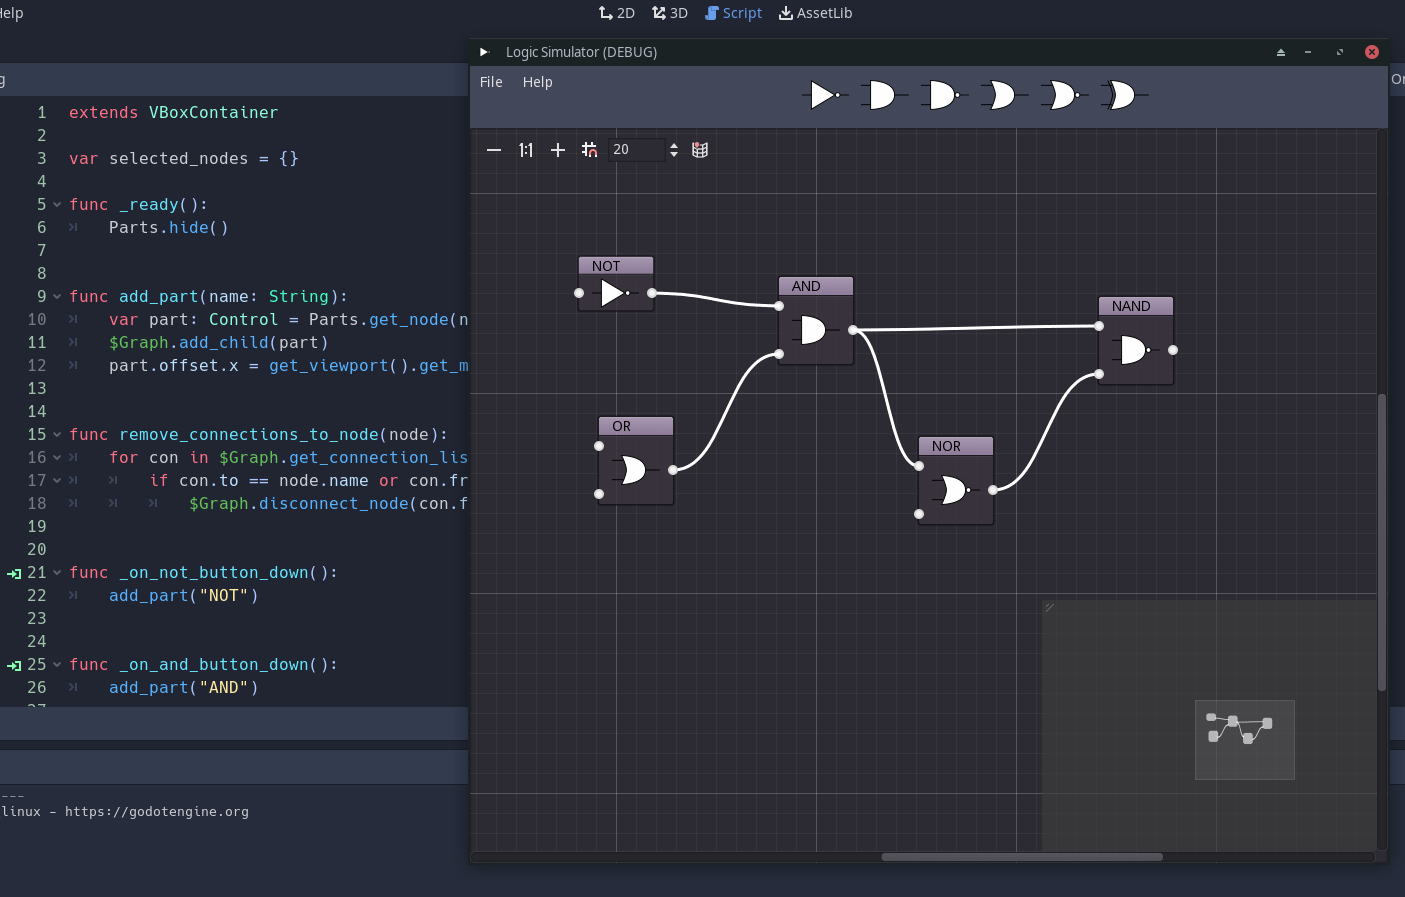 Help
2D
3D
Script
AssetLib
Logic Simulator (DEBUG)
File
Help
1:1
20
1 extends VBoxContainer
2
3 var selected_nodes = {}
4
5 func _ready():
6 Parts.hide()
7
8
9 func add_part(name: String):
10 var part: Control = Parts.get_node(n
11 $Graph.add_child(part)
12 part.offset.x = get_viewport().get_m
13
14
15 func remove_connections_to_node(node):
16 for con in $Graph.get_connection_lis
17 if con.to == node.name or con.fr
18 $Graph.disconnect_node(con.f
19
20
21 func _on_not_button_down():
22 add_part("NOT")
23
24
25 func _on_and_button_down():
26 add_part("AND")
27
NOT
AND
NAND
OR
NOR
---
linux - https://godotengine.org